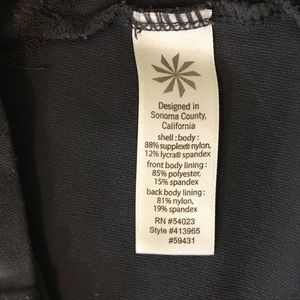 Designed in
Sonoma County,
California
shell : body :
88% supplex® nylon,
12% lycra® spandex
front body lining :
85% polyester,
15% spandex
back body lining :
81% nylon,
19% spandex
RN #54023
Style #413965
#59431